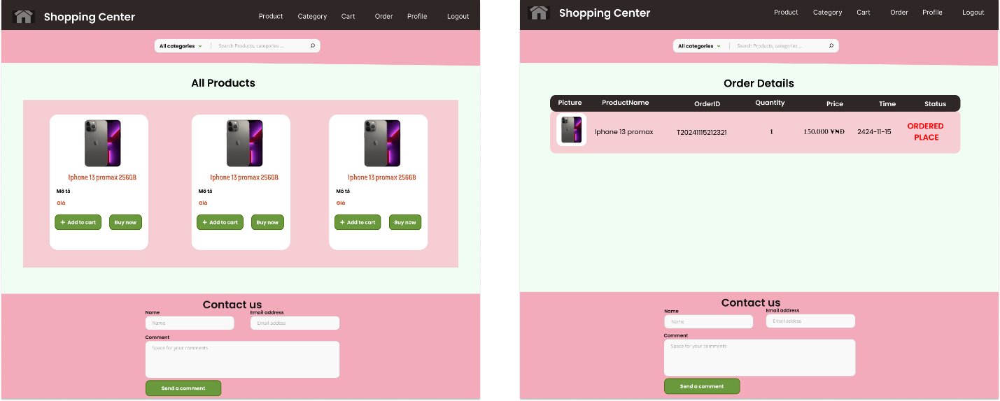 Shopping Center
Product Category Cart Order Profile Logout
All categories Search Products, categories ...
All Products
Iphone 13 promax 256GB
Mô tả
Giá
+ Add to cart Buy now
Iphone 13 promax 256GB
Mô tả
Giá
+ Add to cart Buy now
Iphone 13 promax 256GB
Mô tả
Giá
+ Add to cart Buy now
Contact us
Name Email address
Name Email addess
Comment
Space for your comments
Send a comment
Shopping Center
Product Category Cart Order Profile Logout
All categories Search Products, categories ...
Order Details
Picture ProductName OrderID Quantity Price Time Status
Iphone 13 promax T20241115212321 1 150.000 ¥NĐ 2424-11-15 ORDERED
PLACE
Contact us
Name Email address
Name Email addess
Comment
Space for your comments
Send a comment